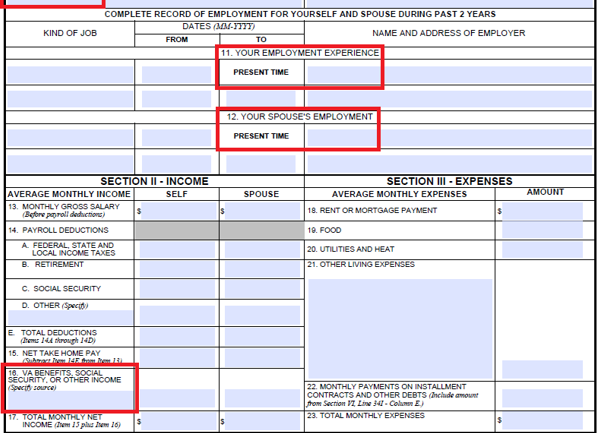 COMPLETE RECORD OF EMPLOYMENT FOR YOURSELF AND SPOUSE DURING PAST 2 YEARS
KIND OF JOB
DATES (MM-YYYY)
NAME AND ADDRESS OF EMPLOYER
FROM
TO
11. YOUR EMPLOYMENT EXPERIENCE
PRESENT TIME
12. YOUR SPOUSE'S EMPLOYMENT
PRESENT TIME
SECTION II - INCOME
SECTION III - EXPENSES
AVERAGE MONTHLY INCOME
SELF
SPOUSE
AVERAGE MONTHLY EXPENSES
AMOUNT
13. MONTHLY GROSS SALARY
(Before payroll deductions)
$
$
18. RENT OR MORTGAGE PAYMENT
$
14. PAYROLL DEDUCTIONS
19. FOOD
A. FEDERAL, STATE AND
LOCAL INCOME TAXES
20. UTILITIES AND HEAT
B. RETIREMENT
21. OTHER LIVING EXPENSES
C. SOCIAL SECURITY
D. OTHER (Specify)
E. TOTAL DEDUCTIONS
(Items 14A through 14D)
15. NET TAKE HOME PAY
(Subtract Item 14E from Item 13)
16. VA BENEFITS, SOCIAL
SECURITY, OR OTHER INCOME
(Specify source)
22. MONTHLY PAYMENTS ON INSTALLMENT
CONTRACTS AND OTHER DEBTS (Include amount
from Section VI, Line 34I - Column E.)
17. TOTAL MONTHLY NET
INCOME (Item 15 plus Item 16)
$
$
23. TOTAL MONTHLY EXPENSES
$